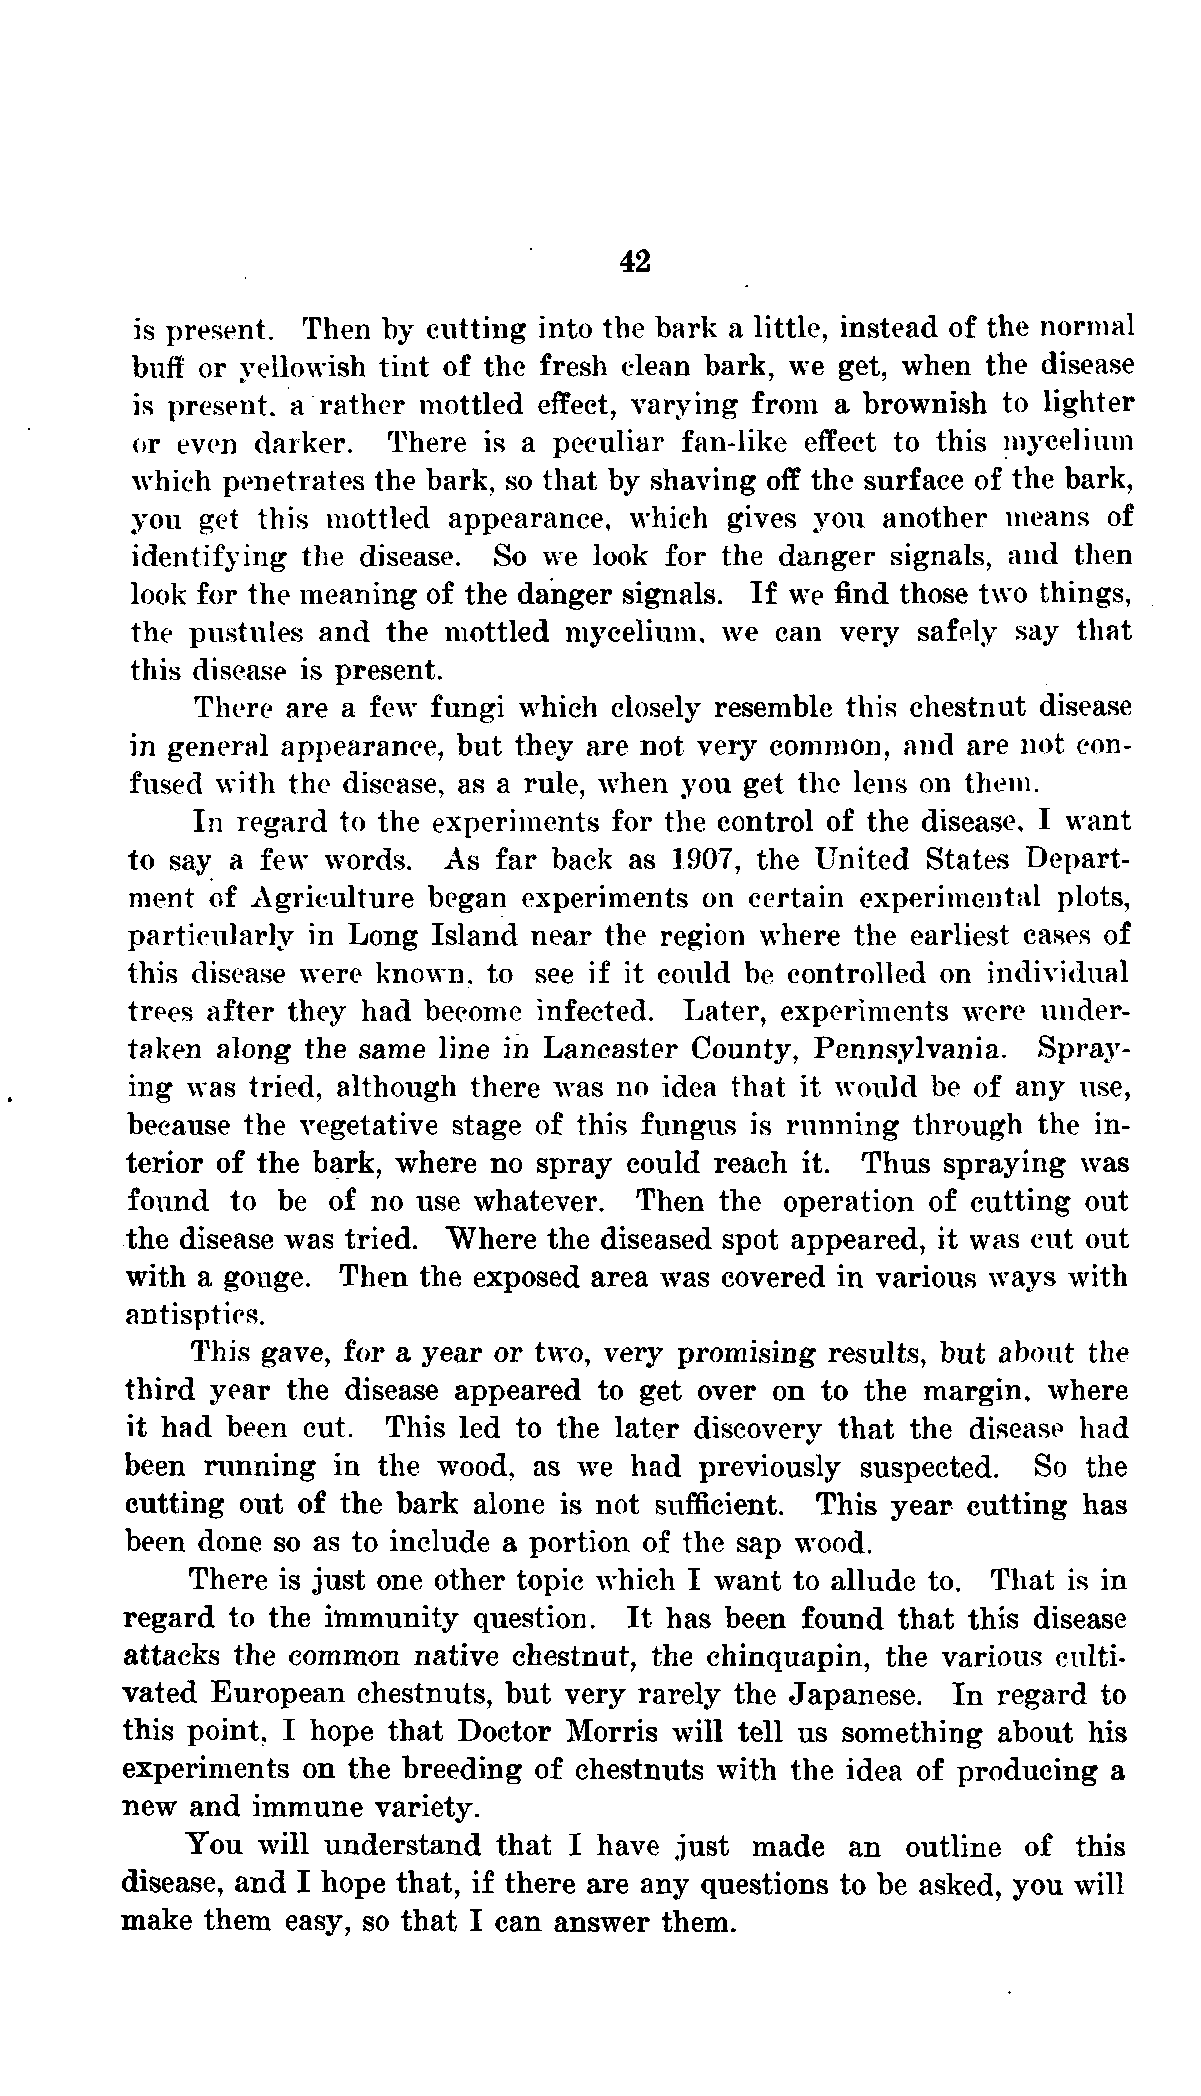 42
is present. Then by cutting into the bark a little, instead of the normal
buff or yellowish tint of the fresh clean bark, we get, when the disease
is present. a rather mottled effect, varying from a brownish to lighter
or even darker. There is a peculiar fan-like effect to this mycelium
which penetrates the bark, so that by shaving off the surface of the bark,
you get this mottled appearance, which gives you another means of
identifying the disease. So we look for the danger signals, and then
look for the meaning of the danger signals. If we find those two things,
the pustules and the mottled mycelium, we can very safely say that
this disease is present.
There are a few fungi which closely resemble this chestnut disease
in general appearance, but they are not very common, and are not con-
fused with the disease, as a rule, when you get the lens on them.
In regard to the experiments for the control of the disease, I want
to say a few words. As far back as 1907, the United States Depart-
ment of Agriculture began experiments on certain experimental plots,
particularly in Long Island near the region where the earliest cases of
this disease were known, to see if it could be controlled on individual
trees after they had become infected. Later, experiments were under-
taken along the same line in Lancaster County, Pennsylvania. Spray-
ing was tried, although there was no idea that it would be of any use,
because the vegetative stage of this fungus is running through the in-
terior of the bark, where no spray could reach it. Thus spraying was
found to be of no use whatever. Then the operation of cutting out
the disease was tried. Where the diseased spot appeared, it was cut out
with a gouge. Then the exposed area was covered in various ways with
antisptics.
This gave, for a year or two, very promising results, but about the
third year the disease appeared to get over on to the margin, where
it had been cut. This led to the later discovery that the disease had
been running in the wood, as we had previously suspected. So the
cutting out of the bark alone is not sufficient. This year cutting has
been done so as to include a portion of the sap wood.
There is just one other topic which I want to allude to. That is in
regard to the immunity question. It has been found that this disease
attacks the common native chestnut, the chinquapin, the various culti-
vated European chestnuts, but very rarely the Japanese. In regard to
this point, I hope that Doctor Morris will tell us something about his
experiments on the breeding of chestnuts with the idea of producing a
new and immune variety.
You will understand that I have just made an outline of this
disease, and I hope that, if there are any questions to be asked, you will
make them easy, so that I can answer them.